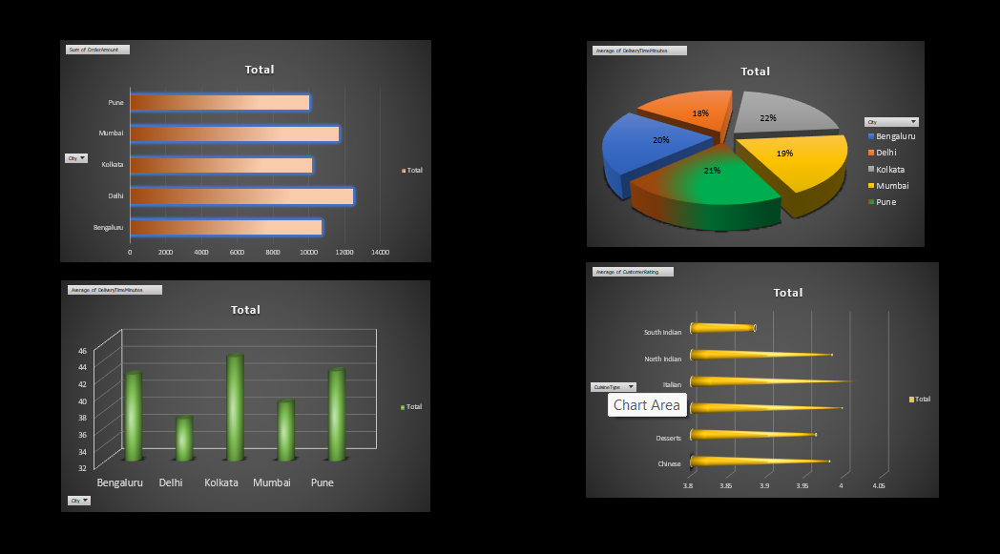 Sum of OrderAmount
Total
Pune
Mumbai
City
Kolkata
Total
Delhi
Bengaluru
0 2000 4000 6000 8000 10000 12000 14000
Average of DeliveryTimeMinutes
Total
18%
22%
20%
19%
21%
City
Bengaluru
Delhi
Kolkata
Mumbai
Pune
Average of DeliveryTimeMinutes
Total
46
44
42
40
38
36
34
32
Bengaluru Delhi Kolkata Mumbai Pune
Total
City
Average of CustomerRating
Total
South Indian
North Indian
Italian
CuisineType
Chart Area
Desserts
Chinese
Total
3.8 3.85 3.9 3.95 4 4.05